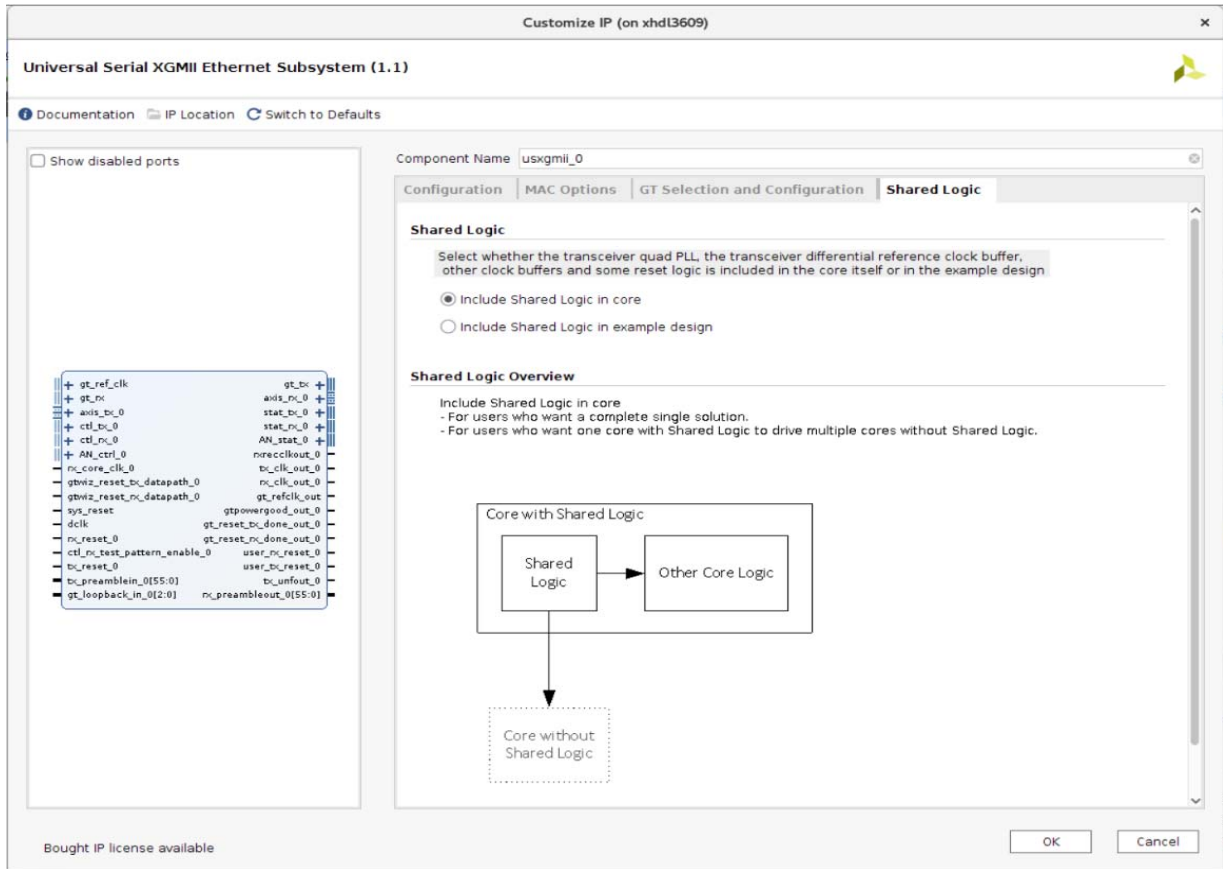 Customize IP (on xhdl3609)
Universal Serial XGMII Ethernet Subsystem (1.1)
Documentation IP Location Switch to Defaults
Show disabled ports
gt_ref_clk
gt_rx
axis_tx_0
ctl_tx_0
ctl_rx_0
AN_ctrl_0
rx_core_clk_0
gtwiz_reset_tx_datapath_0
gtwiz_reset_rx_datapath_0
sys_reset
dclk
rx_reset_0
ctl_rx_test_pattern_enable_0
tx_reset_0
tx_preamblein_0[55:0]
gt_loopback_in_0[2:0]
gt_tx
axis_rx_0
stat_tx_0
stat_rx_0
AN_stat_0
rxrecclkout_0
tx_clk_out_0
rx_clk_out_0
gt_refclk_out
gtpowergood_out_0
gt_reset_tx_done_out_0
gt_reset_rx_done_out_0
user_rx_reset_0
user_tx_reset_0
tx_unfout_0
rx_preambleout_0[55:0]
Component Name usxgmii_0
Configuration MAC Options GT Selection and Configuration Shared Logic
Shared Logic
Select whether the transceiver quad PLL, the transceiver differential reference clock buffer,
other clock buffers and some reset logic is included in the core itself or in the example design
Include Shared Logic in core
Include Shared Logic in example design
Shared Logic Overview
Include Shared Logic in core
- For users who want a complete single solution.
- For users who want one core with Shared Logic to drive multiple cores without Shared Logic.
Core with Shared Logic
Shared
Logic
Other Core Logic
Core without
Shared Logic
Bought IP license available
OK Cancel